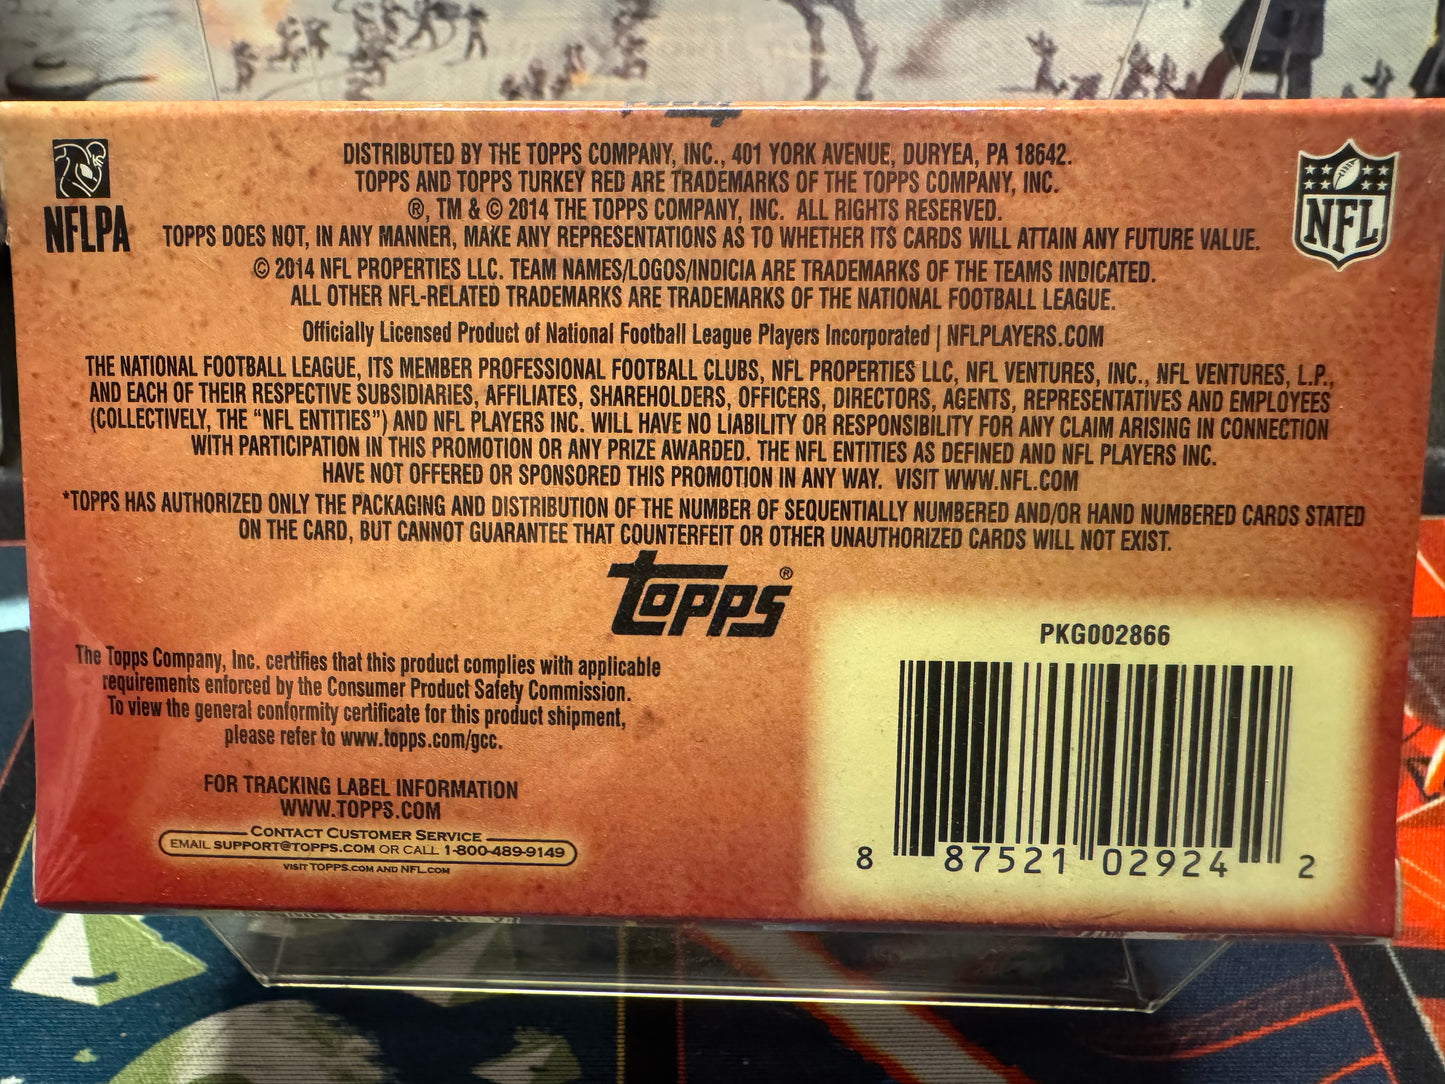 DISTRIBUTED BY THE TOPPS COMPANY, INC., 401 YORK AVENUE, DURYEA, PA 18642.
TOPPS AND TOPPS TURKEY RED ARE TRADEMARKS OF THE TOPPS COMPANY, INC.
®, TM & © 2014 THE TOPPS COMPANY, INC. ALL RIGHTS RESERVED.
TOPPS DOES NOT, IN ANY MANNER, MAKE ANY REPRESENTATIONS AS TO WHETHER ITS CARDS WILL ATTAIN ANY FUTURE VALUE.
NFLPA
NFL
© 2014 NFL PROPERTIES LLC. TEAM NAMES/LOGOS/INDICIA ARE TRADEMARKS OF THE TEAMS INDICATED.
ALL OTHER NFL-RELATED TRADEMARKS ARE TRADEMARKS OF THE NATIONAL FOOTBALL LEAGUE.
Officially Licensed Product of National Football League Players Incorporated | NFLPLAYERS.COM
THE NATIONAL FOOTBALL LEAGUE, ITS MEMBER PROFESSIONAL FOOTBALL CLUBS, NFL PROPERTIES LLC, NFL VENTURES, INC., NFL VENTURES, L.P.,
AND EACH OF THEIR RESPECTIVE SUBSIDIARIES, AFFILIATES, SHAREHOLDERS, OFFICERS, DIRECTORS, AGENTS, REPRESENTATIVES AND EMPLOYEES
(COLLECTIVELY, THE “NFL ENTITIES”) AND NFL PLAYERS INC. WILL HAVE NO LIABILITY OR RESPONSIBILITY FOR ANY CLAIM ARISING IN CONNECTION
WITH PARTICIPATION IN THIS PROMOTION OR ANY PRIZE AWARDED. THE NFL ENTITIES AS DEFINED AND NFL PLAYERS INC.
HAVE NOT OFFERED OR SPONSORED THIS PROMOTION IN ANY WAY. VISIT WWW.NFL.COM
*TOPPS HAS AUTHORIZED ONLY THE PACKAGING AND DISTRIBUTION OF THE NUMBER OF SEQUENTIALLY NUMBERED AND/OR HAND NUMBERED CARDS STATED
ON THE CARD, BUT CANNOT GUARANTEE THAT COUNTERFEIT OR OTHER UNAUTHORIZED CARDS WILL NOT EXIST.
TOPPS®
The Topps Company, Inc. certifies that this product complies with applicable
requirements enforced by the Consumer Product Safety Commission.
To view the general conformity certificate for this product shipment,
please refer to www.topps.com/gcc.
FOR TRACKING LABEL INFORMATION
WWW.TOPPS.COM
CONTACT CUSTOMER SERVICE
EMAIL SUPPORT@TOPPS.COM OR CALL 1-800-489-9149
VISIT TOPPS.COM AND NFL.COM
PKG002866
8 87521 02924 2